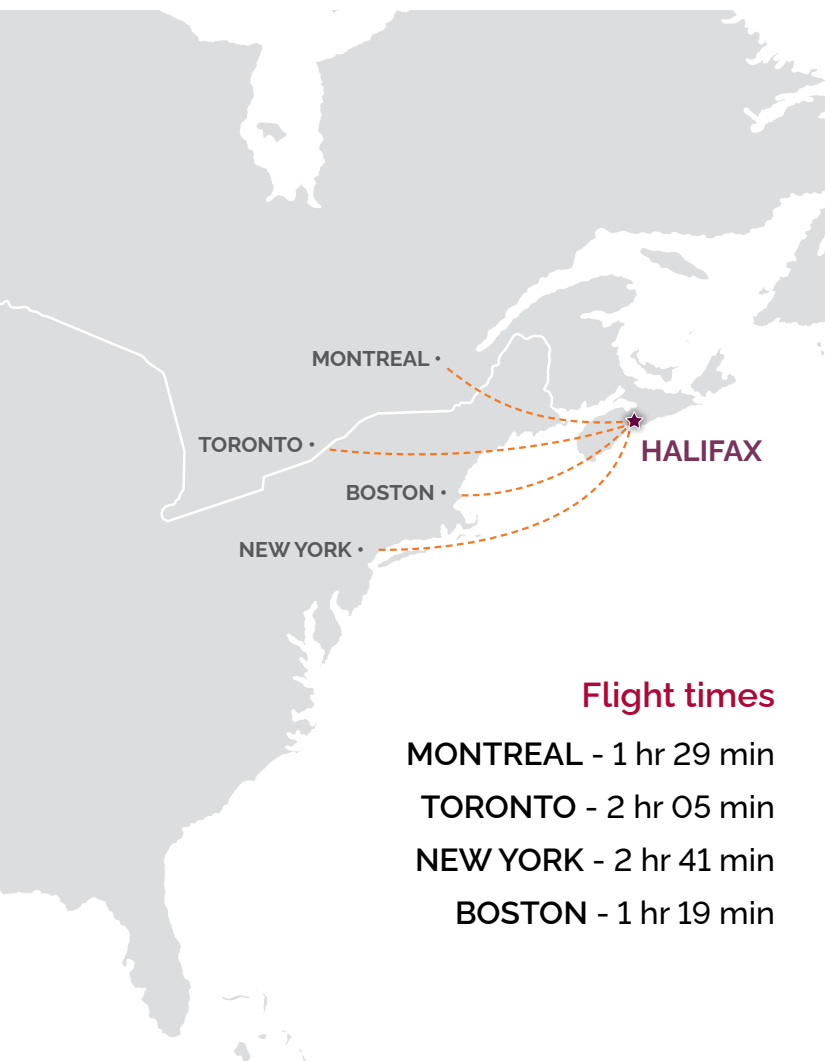 MONTREAL •
TORONTO •
HALIFAX
BOSTON •
NEW YORK •
Flight times
MONTREAL - 1 hr 29 min
TORONTO - 2 hr 05 min
NEW YORK - 2 hr 41 min
BOSTON - 1 hr 19 min